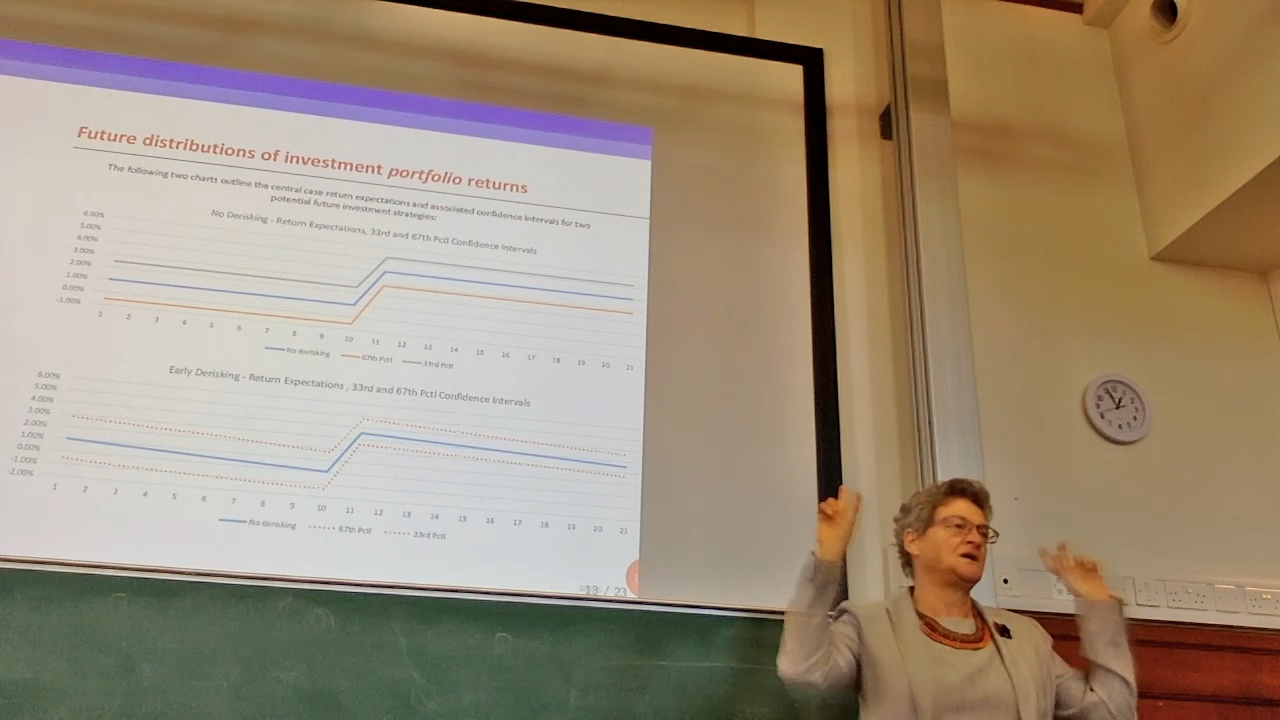 Future distributions of investment portfolio returns
The following two charts outline the central case return expectations and associated confidence intervals for two
potential future investment strategies:
No Derisking - Return Expectations, 33rd and 67th Pctl Confidence Intervals
6.00%
5.00%
4.00%
3.00%
2.00%
1.00%
0.00%
-1.00%
1 2 3 4 5 6 7 8 9 10 11 12 13 14 15 16 17 18 19 20 21
No derisking 67th Pctl 33rd Pctl
Early Derisking - Return Expectations , 33rd and 67th Pctl Confidence Intervals
6.00%
5.00%
4.00%
3.00%
2.00%
1.00%
0.00%
-1.00%
-2.00%
1 2 3 4 5 6 7 8 9 10 11 12 13 14 15 16 17 18 19 20 21
No derisking 67th Pctl 33rd Pctl
13 / 23